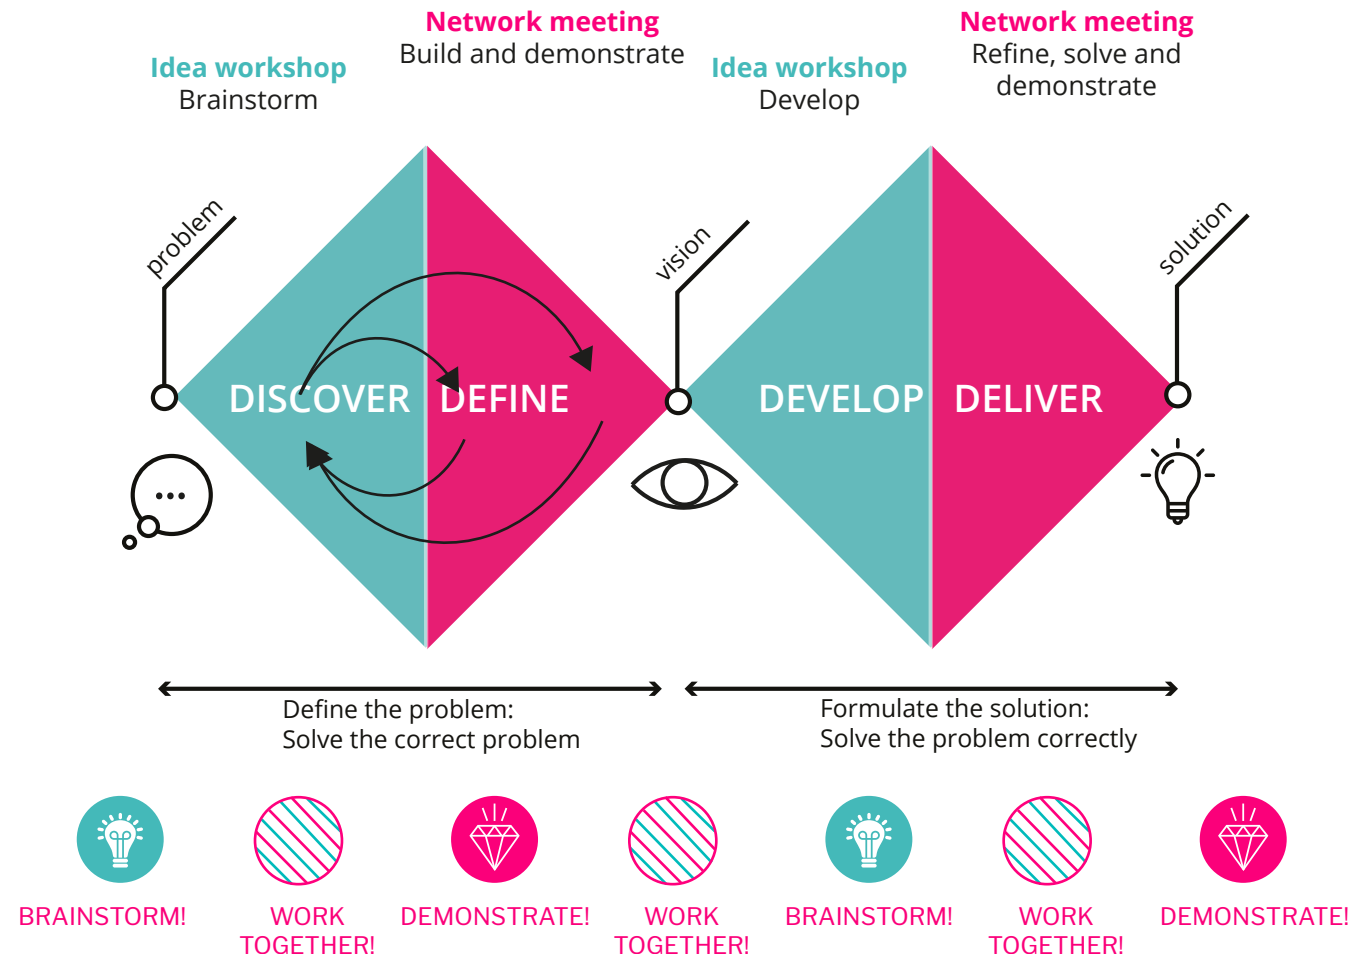 Network meeting
Build and demonstrate
Network meeting
Refine, solve and
demonstrate
Idea workshop
Brainstorm
Idea workshop
Develop
problem
vision
solution
DISCOVER
DEFINE
DEVELOP
DELIVER
Define the problem:
Solve the correct problem
Formulate the solution:
Solve the problem correctly
BRAINSTORM!
WORK
TOGETHER!
DEMONSTRATE!
WORK
TOGETHER!
BRAINSTORM!
WORK
TOGETHER!
DEMONSTRATE!